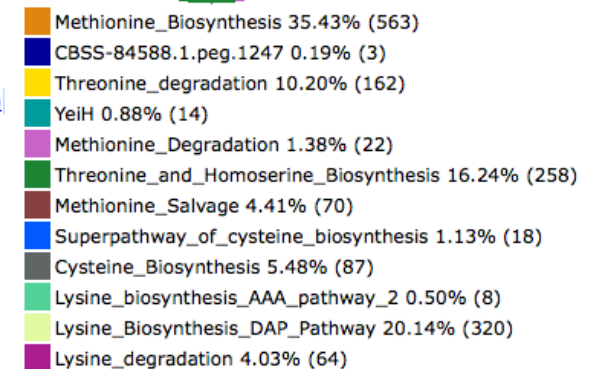 Methionine_Biosynthesis 35.43% (563)
CBSS-84588.1.peg.1247 0.19% (3)
Threonine_degradation 10.20% (162)
YeiH 0.88% (14)
Methionine_Degradation 1.38% (22)
Threonine_and_Homoserine_Biosynthesis 16.24% (258)
Methionine_Salvage 4.41% (70)
Superpathway_of_cysteine_biosynthesis 1.13% (18)
Cysteine_Biosynthesis 5.48% (87)
Lysine_biosynthesis_AAA_pathway_2 0.50% (8)
Lysine_Biosynthesis_DAP_Pathway 20.14% (320)
Lysine_degradation 4.03% (64)